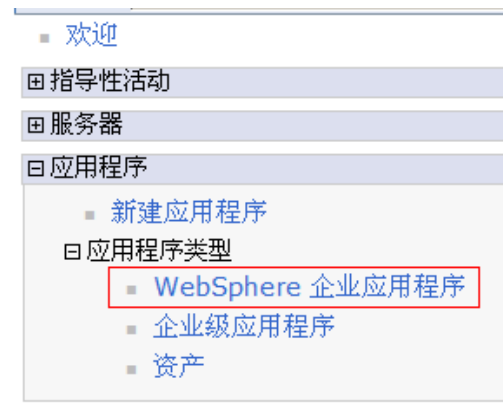 欢迎
指导性活动
服务器
应用程序
新建应用程序
应用程序类型
WebSphere 企业应用程序
企业级应用程序
资产